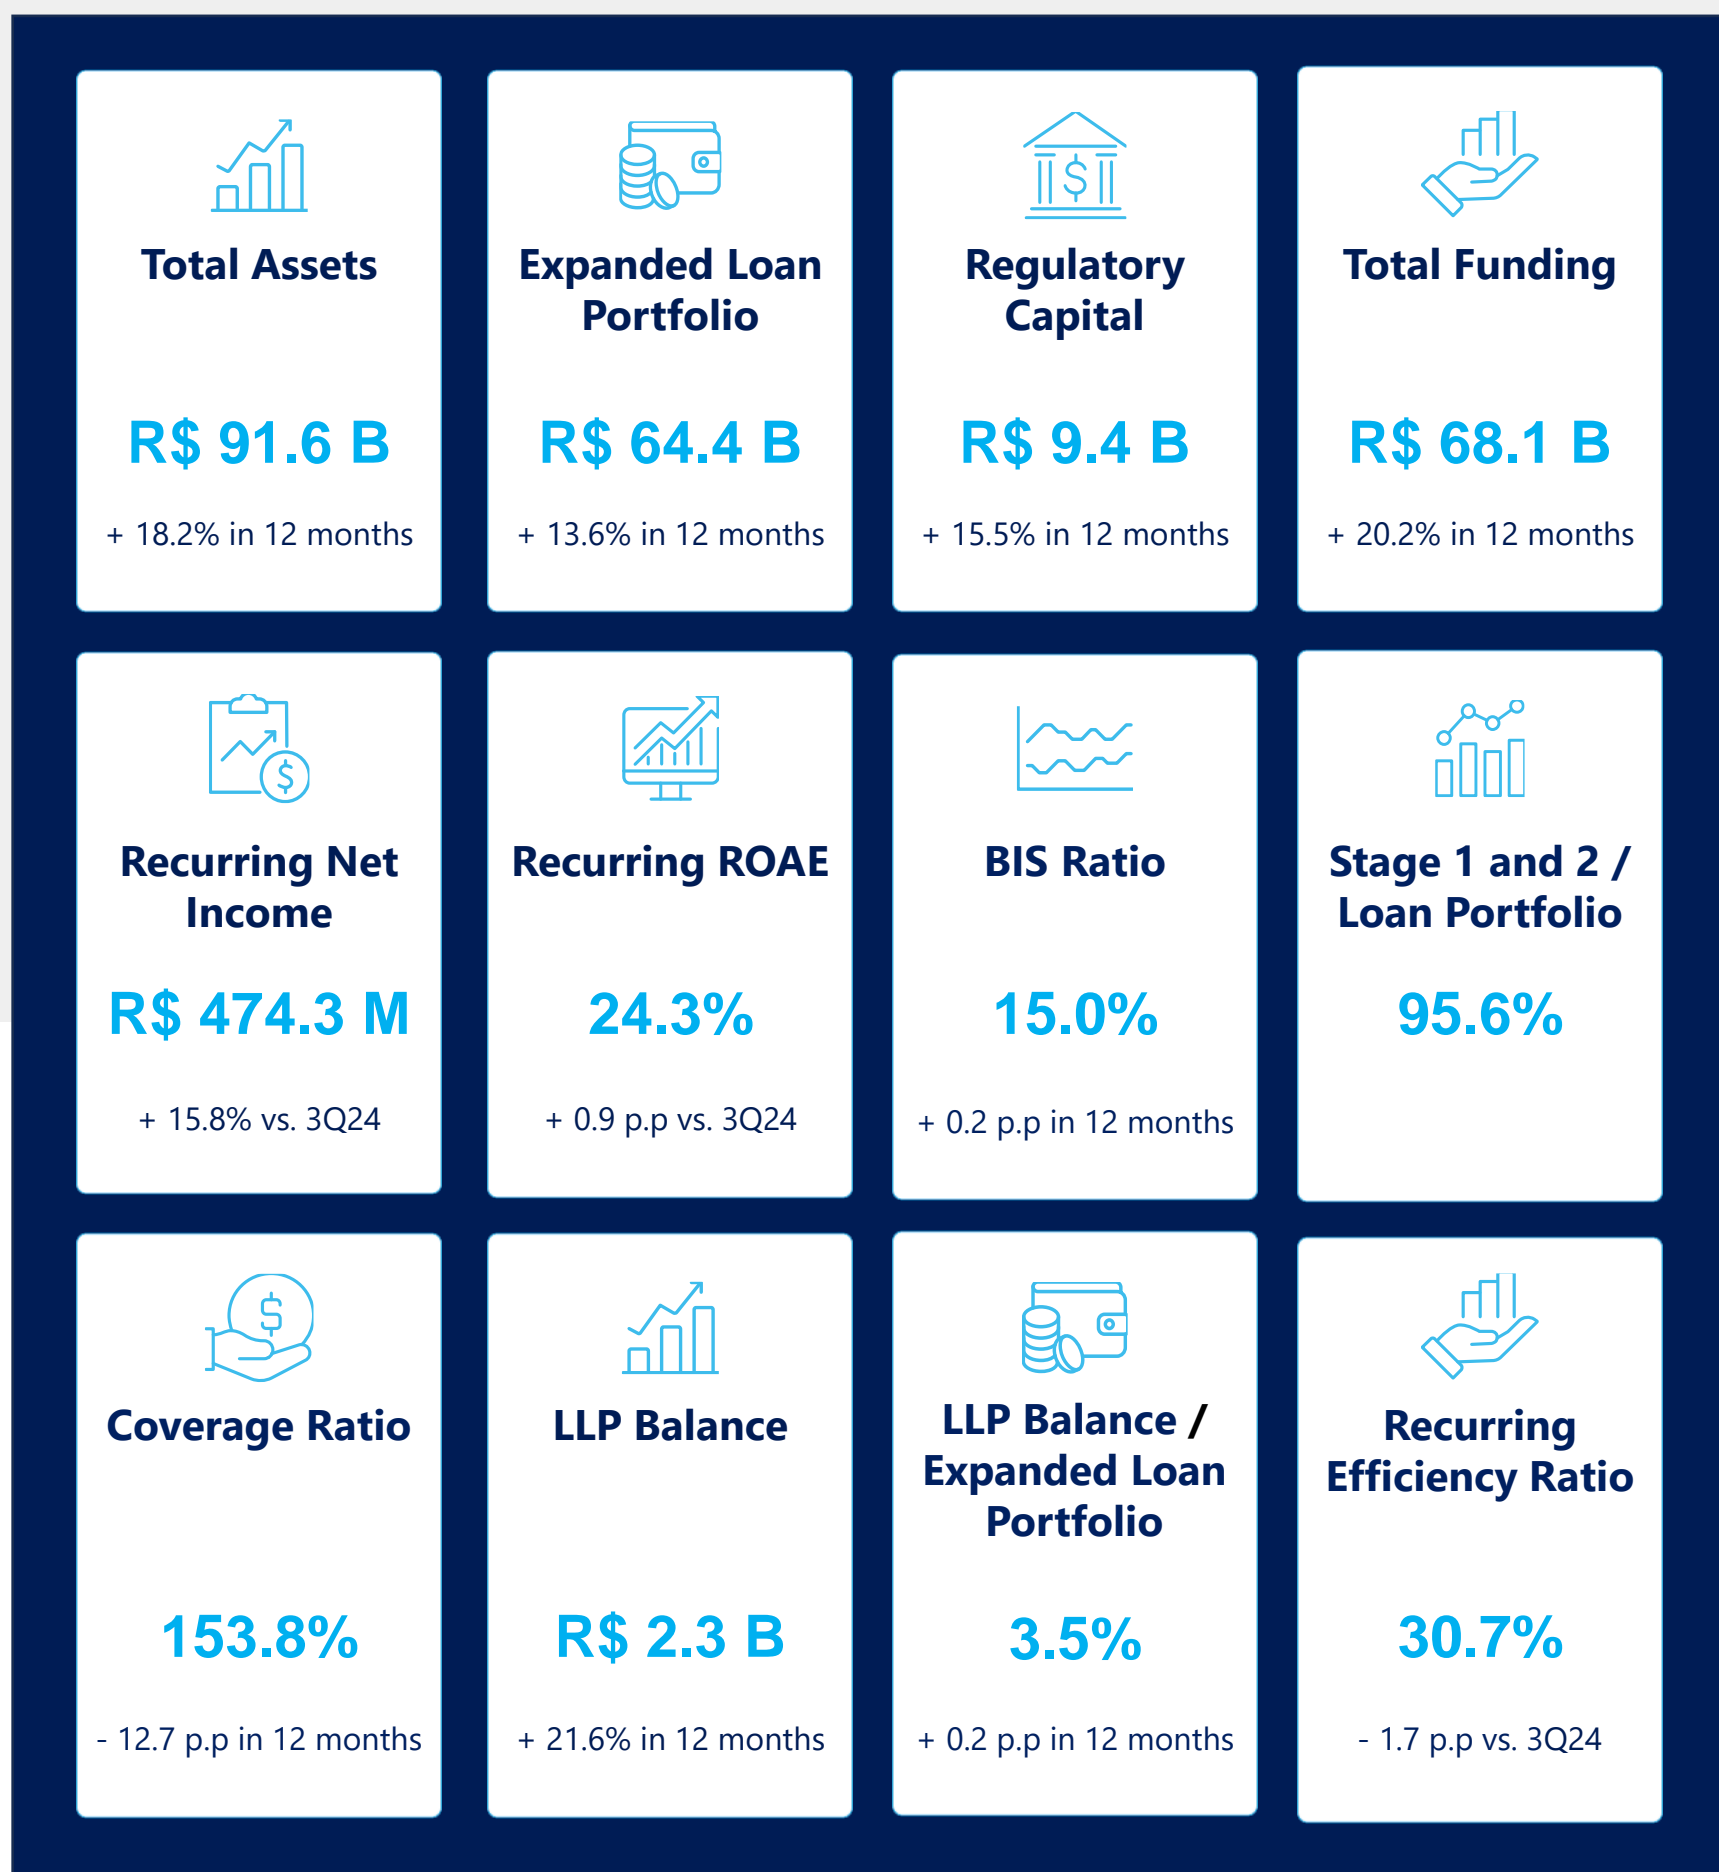 Total Assets
R$ 91.6 B
+ 18.2% in 12 months
Expanded Loan
Portfolio
R$ 64.4 B
+ 13.6% in 12 months
Regulatory
Capital
R$ 9.4 B
+ 15.5% in 12 months
Total Funding
R$ 68.1 B
+ 20.2% in 12 months
Recurring Net
Income
R$ 474.3 M
+ 15.8% vs. 3Q24
Recurring ROAE
24.3%
+ 0.9 p.p vs. 3Q24
BIS Ratio
15.0%
+ 0.2 p.p in 12 months
Stage 1 and 2 /
Loan Portfolio
95.6%
Coverage Ratio
153.8%
- 12.7 p.p in 12 months
LLP Balance
R$ 2.3 B
+ 21.6% in 12 months
LLP Balance /
Expanded Loan
Portfolio
3.5%
+ 0.2 p.p in 12 months
Recurring
Efficiency Ratio
30.7%
- 1.7 p.p vs. 3Q24